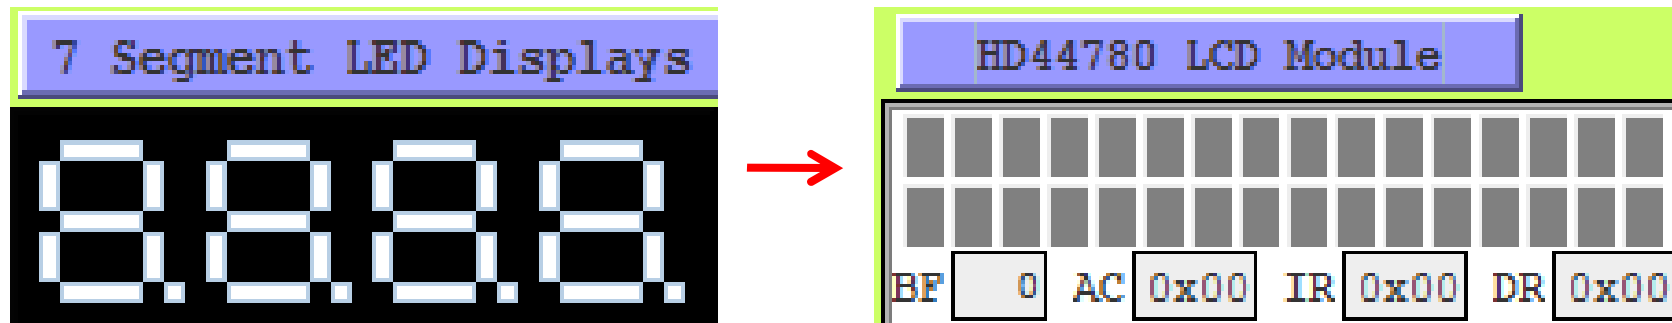 7 Segment LED Displays
HD44780 LCD Module
BF 0 AC 0x00 IR 0x00 DR 0x00